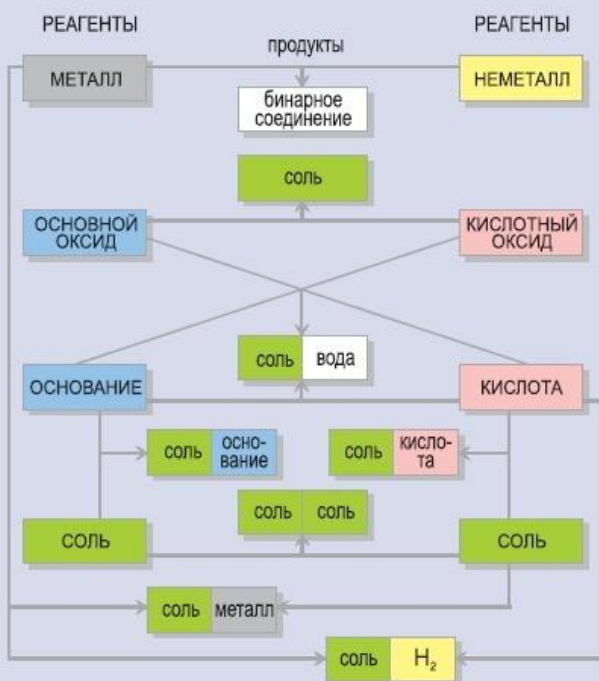 РЕАГЕНТЫ
РЕАГЕНТЫ
продукты
МЕТАЛЛ
НЕМЕТАЛЛ
бинарное
соединение
соль
ОСНОВНОЙ
ОКСИД
КИСЛОТНЫЙ
ОКСИД
соль вода
ОСНОВАНИЕ
КИСЛОТА
соль осно-
вание
соль кисло-
та
соль соль
СОЛЬ
СОЛЬ
соль металл
соль H₂